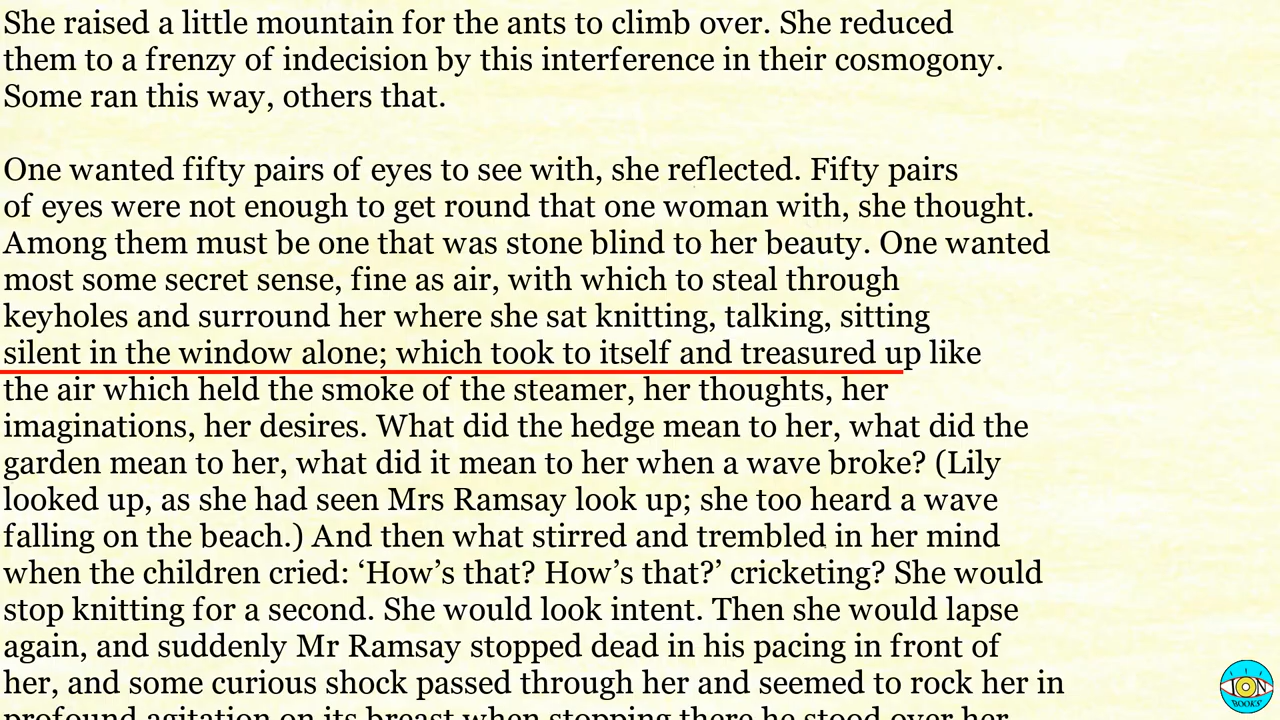 She raised a little mountain for the ants to climb over. She reduced
them to a frenzy of indecision by this interference in their cosmogony.
Some ran this way, others that.
One wanted fifty pairs of eyes to see with, she reflected. Fifty pairs
of eyes were not enough to get round that one woman with, she thought.
Among them must be one that was stone blind to her beauty. One wanted
most some secret sense, fine as air, with which to steal through
keyholes and surround her where she sat knitting, talking, sitting
silent in the window alone; which took to itself and treasured up like
the air which held the smoke of the steamer, her thoughts, her
imaginations, her desires. What did the hedge mean to her, what did the
garden mean to her, what did it mean to her when a wave broke? (Lily
looked up, as she had seen Mrs Ramsay look up; she too heard a wave
falling on the beach.) And then what stirred and trembled in her mind
when the children cried: ‘How’s that? How’s that?’ cricketing? She would
stop knitting for a second. She would look intent. Then she would lapse
again, and suddenly Mr Ramsay stopped dead in his pacing in front of
her, and some curious shock passed through her and seemed to rock her in
profound agitation on its breast when stopping there he stood over her
ION
BOOKS